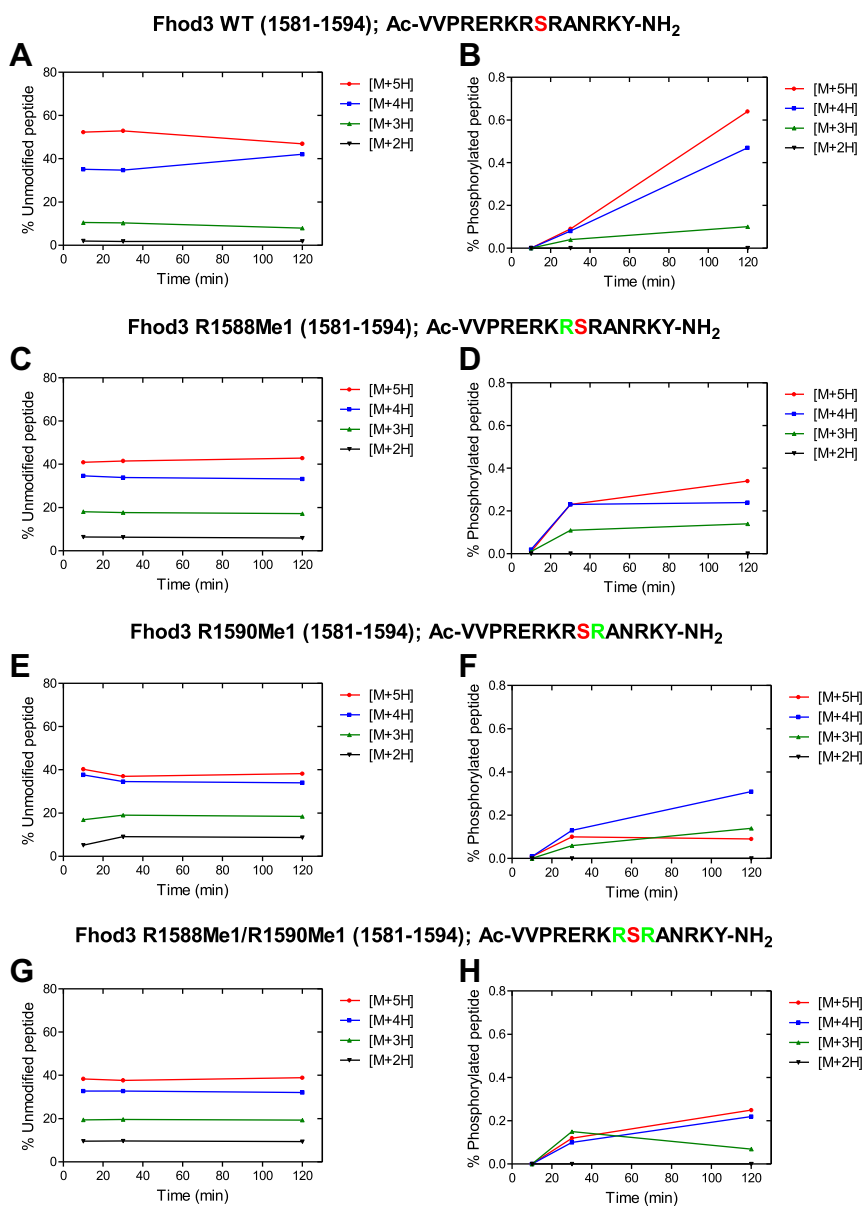 Fhod3 WT (1581-1594); Ac-VVPRERKRSRANRKY-NH2
A
B
% Unmodified peptide
80
60
40
20
0
0 20 40 60 80 100 120
Time (min)
[M+5H]
[M+4H]
[M+3H]
[M+2H]
% Phosphorylated peptide
0.8
0.6
0.4
0.2
0.0
0 20 40 60 80 100 120
Time (min)
[M+5H]
[M+4H]
[M+3H]
[M+2H]
Fhod3 R1588Me1 (1581-1594); Ac-VVPRERKRSRANRKY-NH2
C
D
% Unmodified peptide
80
60
40
20
0
0 20 40 60 80 100 120
Time (min)
[M+5H]
[M+4H]
[M+3H]
[M+2H]
% Phosphorylated peptide
0.8
0.6
0.4
0.2
0.0
0 20 40 60 80 100 120
Time (min)
[M+5H]
[M+4H]
[M+3H]
[M+2H]
Fhod3 R1590Me1 (1581-1594); Ac-VVPRERKRSRANRKY-NH2
E
F
% Unmodified peptide
80
60
40
20
0
0 20 40 60 80 100 120
Time (min)
[M+5H]
[M+4H]
[M+3H]
[M+2H]
% Phosphorylated peptide
0.8
0.6
0.4
0.2
0.0
0 20 40 60 80 100 120
Time (min)
[M+5H]
[M+4H]
[M+3H]
[M+2H]
Fhod3 R1588Me1/R1590Me1 (1581-1594); Ac-VVPRERKRSRANRKY-NH2
G
H
% Unmodified peptide
80
60
40
20
0
0 20 40 60 80 100 120
Time (min)
[M+5H]
[M+4H]
[M+3H]
[M+2H]
% Phosphorylated peptide
0.8
0.6
0.4
0.2
0.0
0 20 40 60 80 100 120
Time (min)
[M+5H]
[M+4H]
[M+3H]
[M+2H]